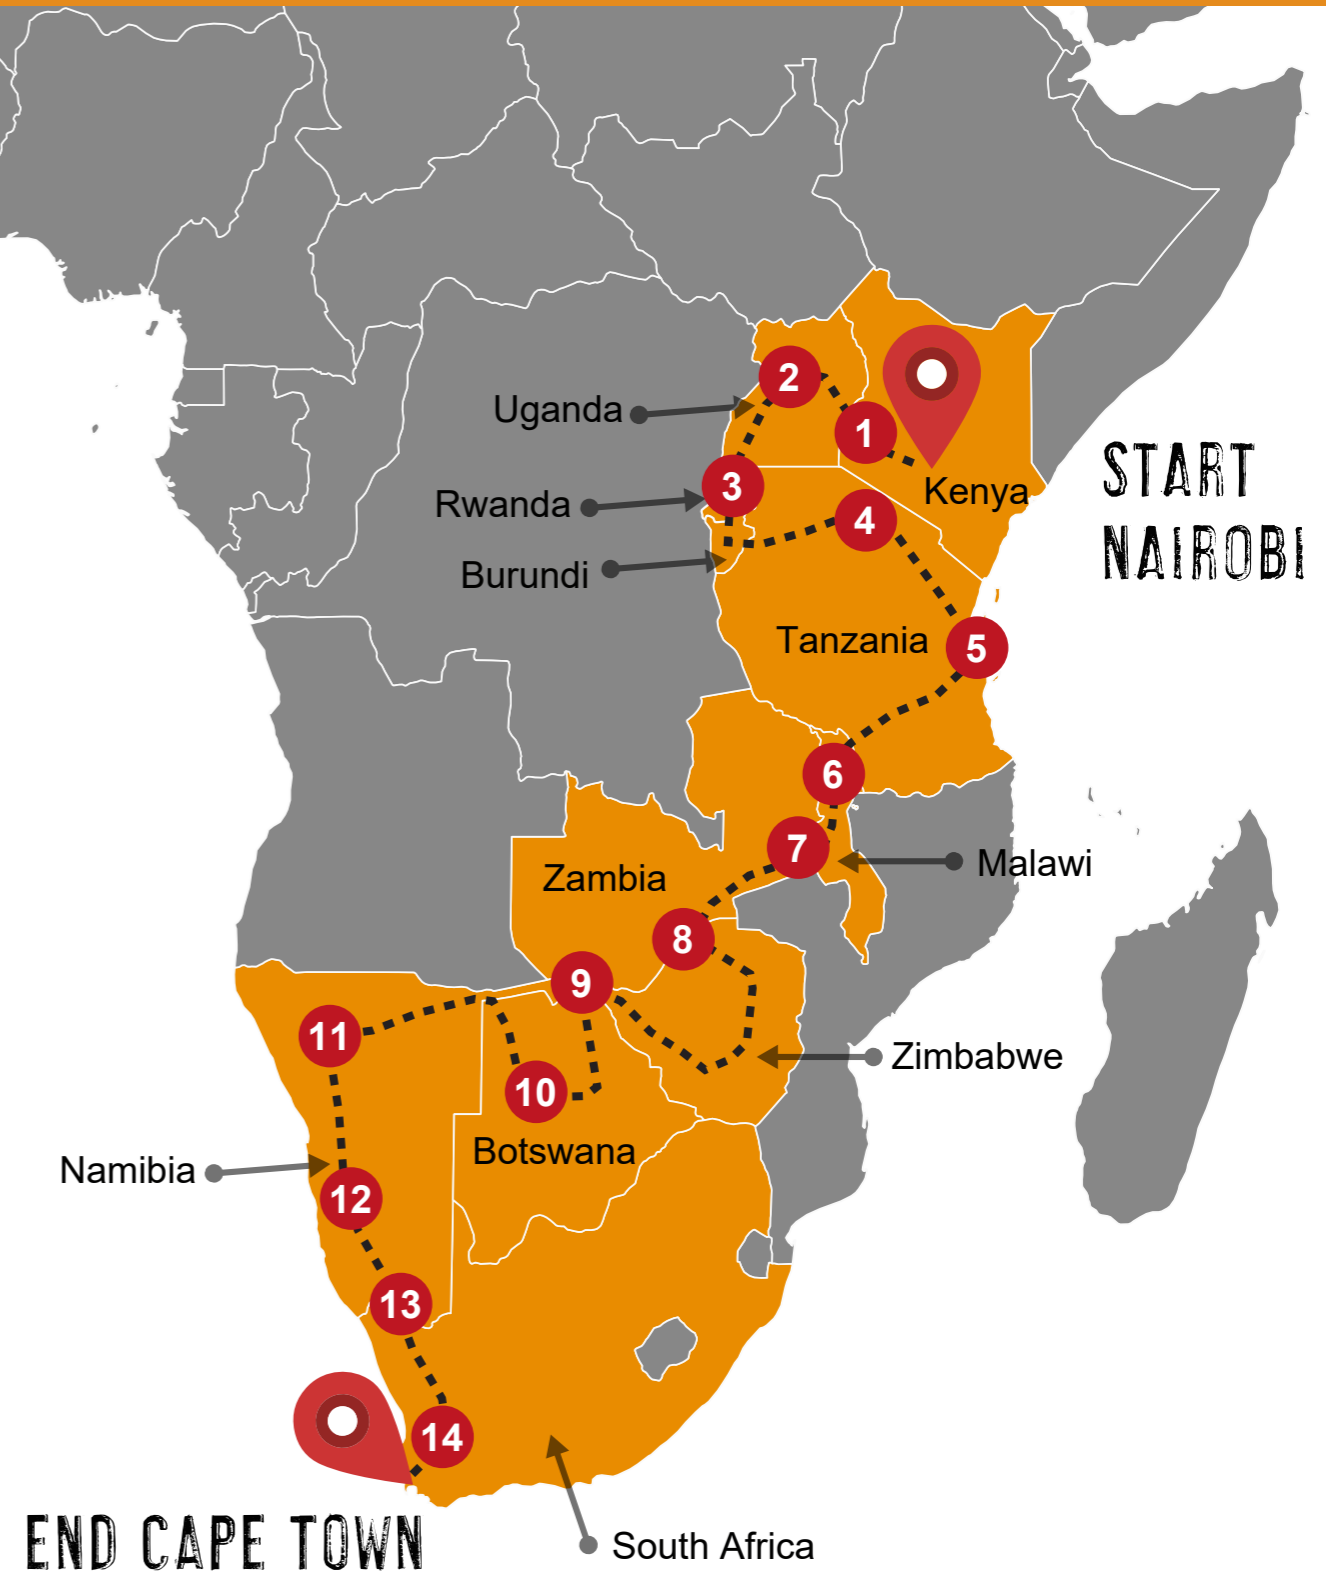 2
Uganda
1
START
Kenya
3
Rwanda
4
NAIROBI
Burundi
Tanzania
5
6
7
Malawi
Zambia
8
9
11
Zimbabwe
10
Botswana
Namibia
12
13
14
END CAPE TOWN
South Africa